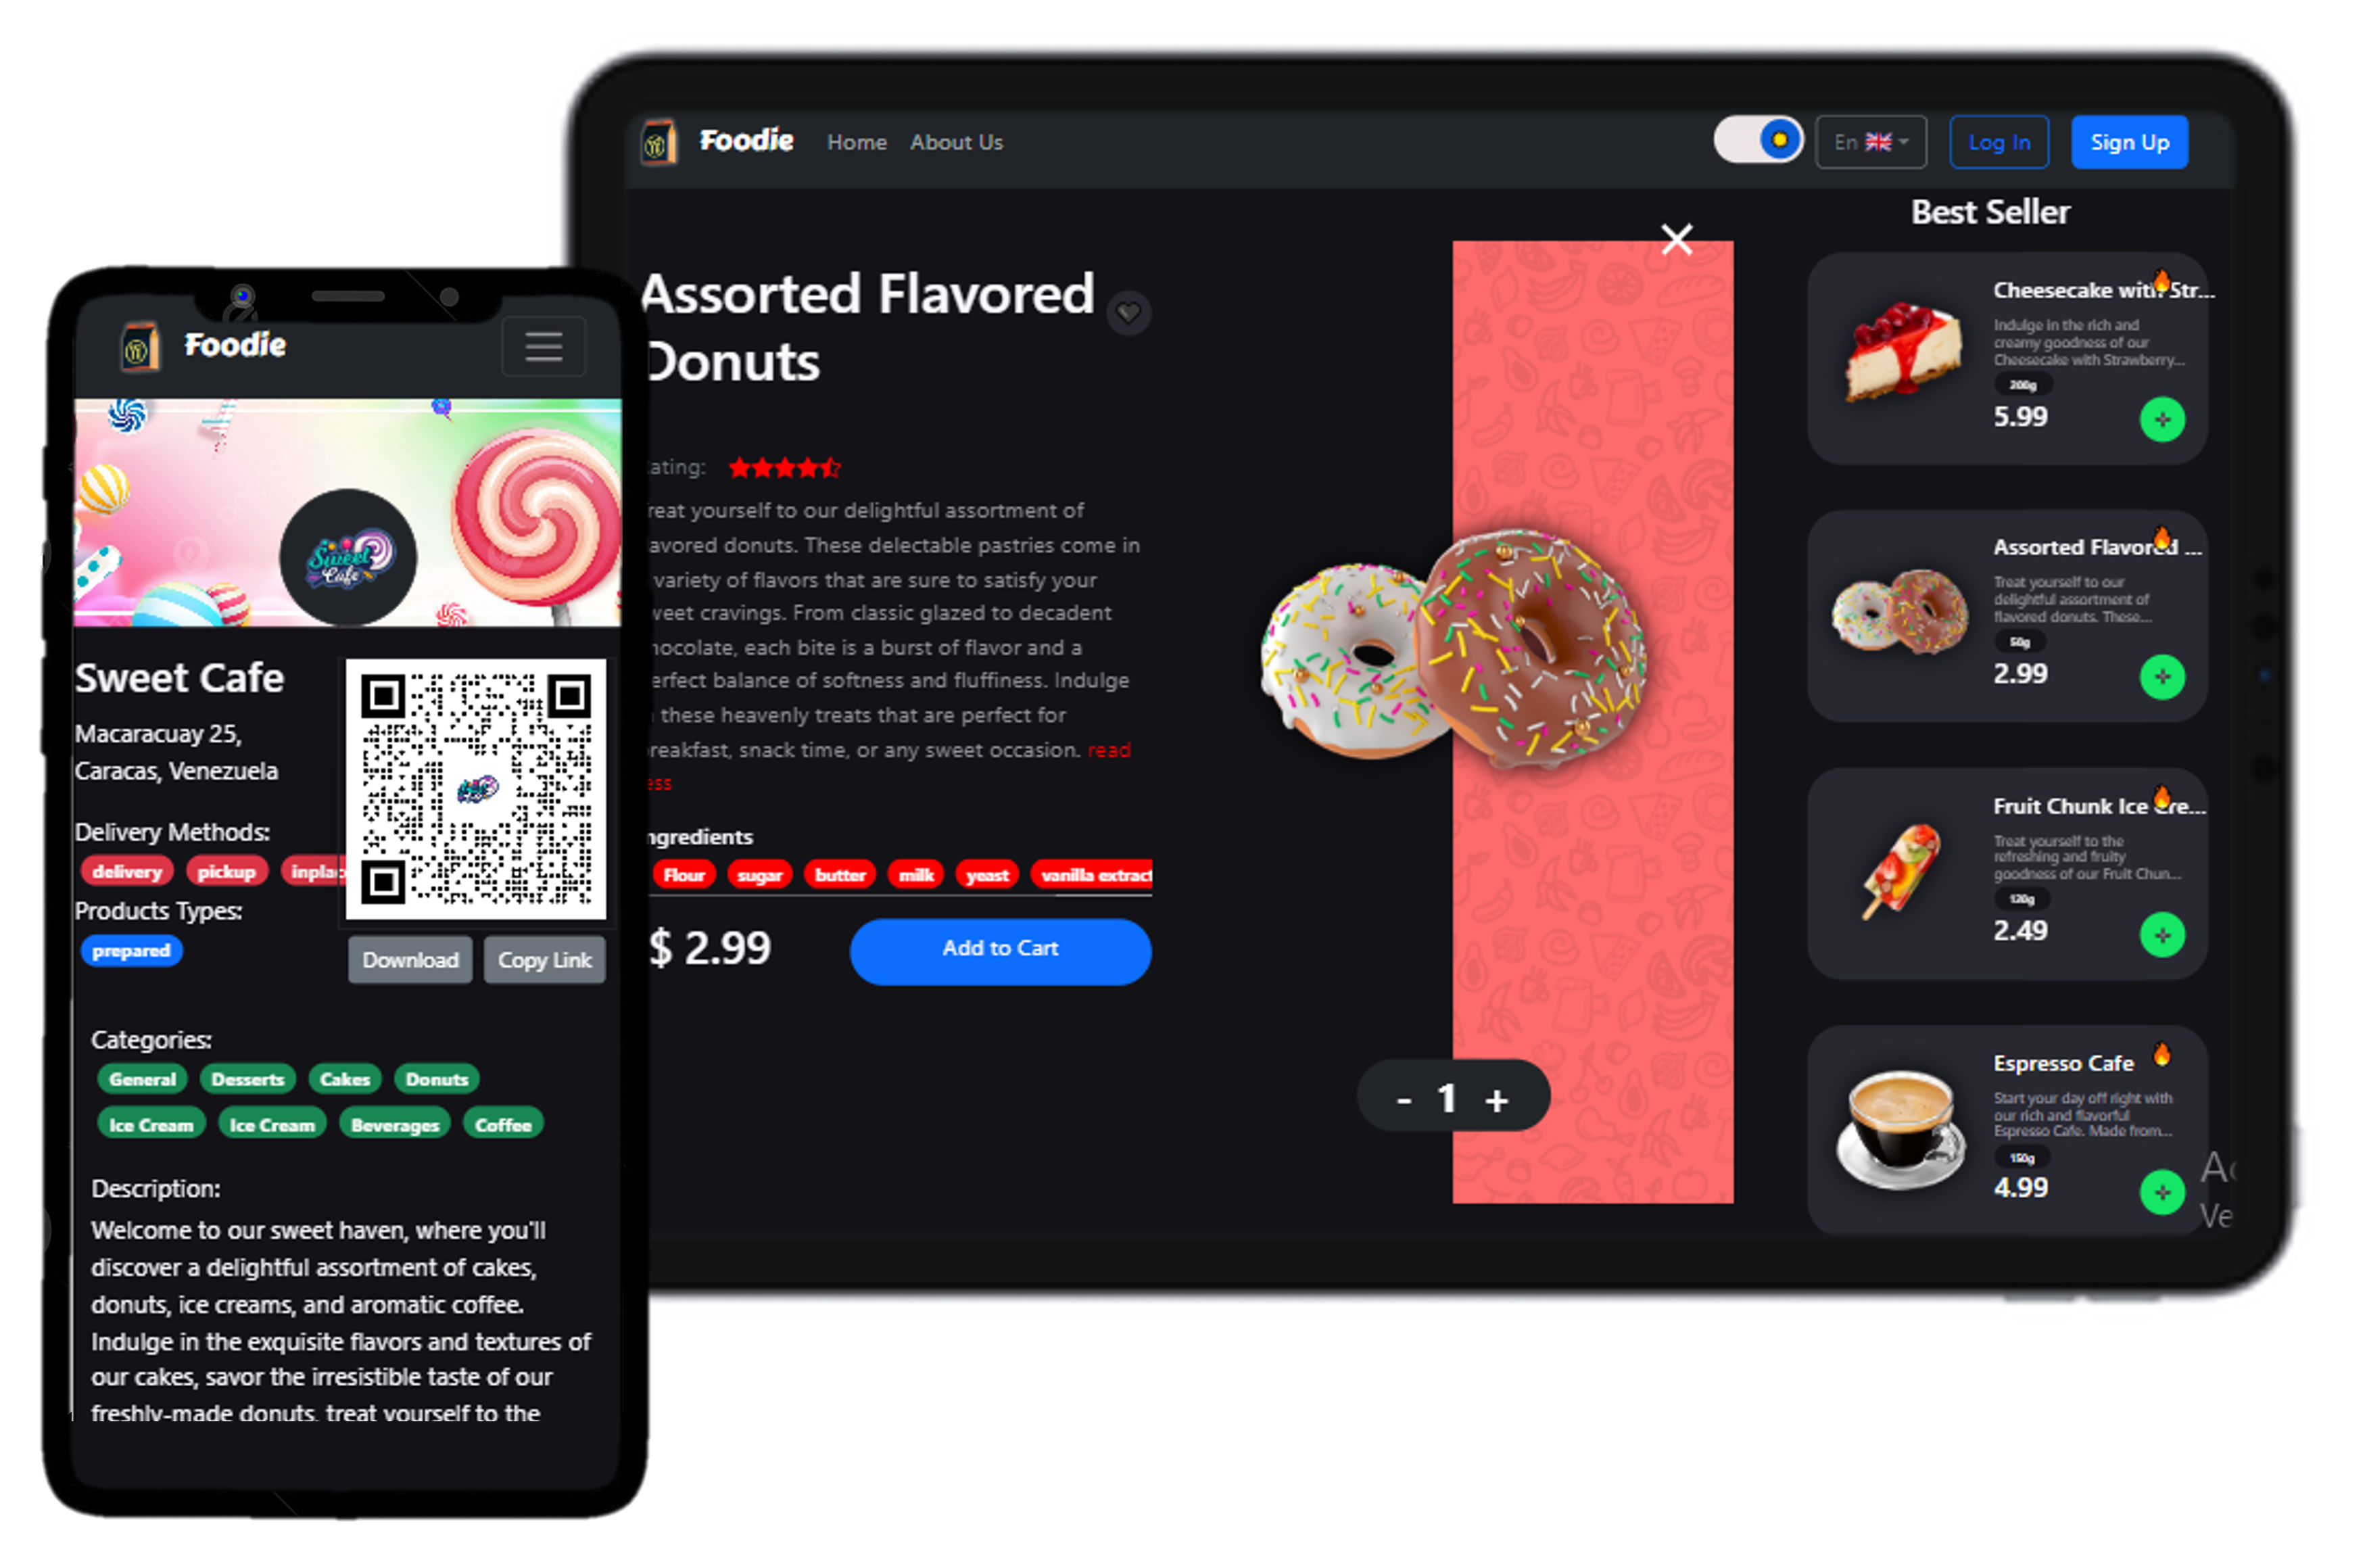 Foodie
Sweet Cafe
Sweet Cafe
Macaracuay 25,
Caracas, Venezuela
Delivery Methods:
delivery pickup inplac
Products Types:
prepared
Download Copy Link
Categories:
General Desserts Cakes Donuts
Ice Cream Ice Cream Beverages Coffee
Description:
Welcome to our sweet haven, where you'll
discover a delightful assortment of cakes,
donuts, ice creams, and aromatic coffee.
Indulge in the exquisite flavors and textures of
our cakes, savor the irresistible taste of our
freshly-made donuts, treat yourself to the
Foodie Home About Us En Log In Sign Up
Assorted Flavored
Donuts
ating:
reat yourself to our delightful assortment of
avored donuts. These delectable pastries come in
variety of flavors that are sure to satisfy your
weet cravings. From classic glazed to decadent
hocolate, each bite is a burst of flavor and a
erfect balance of softness and fluffiness. Indulge
these heavenly treats that are perfect for
reakfast, snack time, or any sweet occasion. read
ess
ngredients
Flour sugar butter milk yeast vanilla extract
$ 2.99 Add to Cart
- 1 +
Best Seller
Cheesecake with Str...
Indulge in the rich and
creamy goodness of our
Cheesecake with Strawberry...
200g
5.99
Assorted Flavored ...
Treat yourself to our
delightful assortment of
flavored donuts. These...
50g
2.99
Fruit Chunk Ice Cre...
Treat yourself to the
refreshing and fruity
goodness of our Fruit Chun...
120g
2.49
Espresso Cafe
Start your day off right with
our rich and flavorful
Espresso Cafe. Made from...
150g
4.99
Ac
Ve